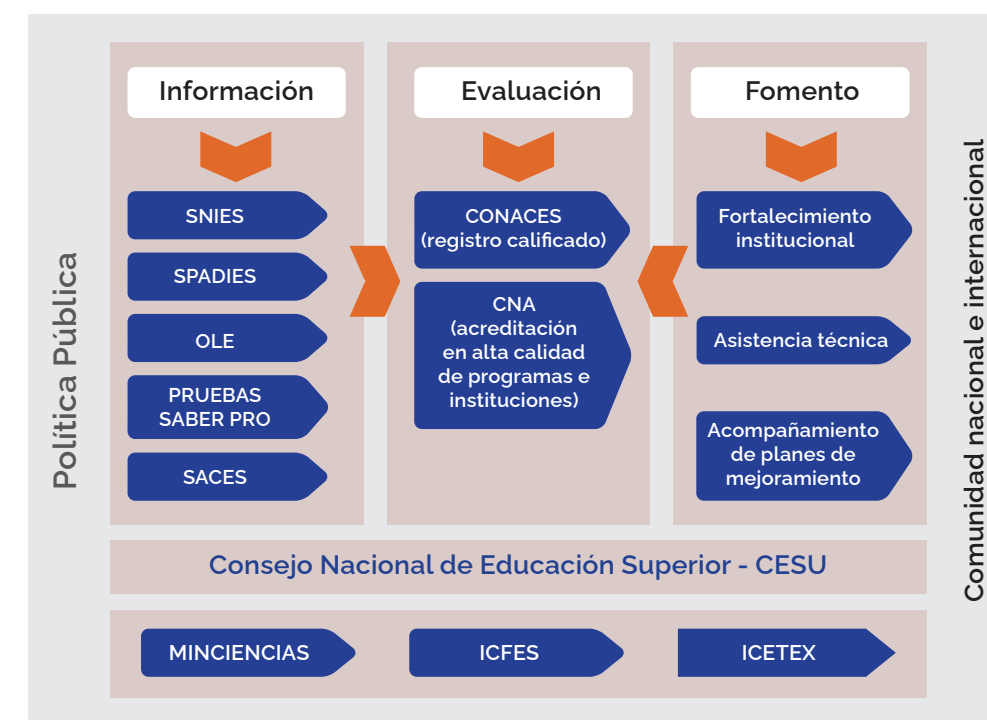 Política Pública
Información
SNIES
SPADIES
OLE
PRUEBAS
SABER PRO
SACES
Evaluación
CONACES
(registro calificado)
CNA
(acreditación
en alta calidad
de programas e
instituciones)
Fomento
Fortalecimiento
institucional
Asistencia técnica
Acompañamiento
de planes de
mejoramiento
Comunidad nacional e internacional
Consejo Nacional de Educación Superior - CESU
MINCIENCIAS
ICFES
ICETEX